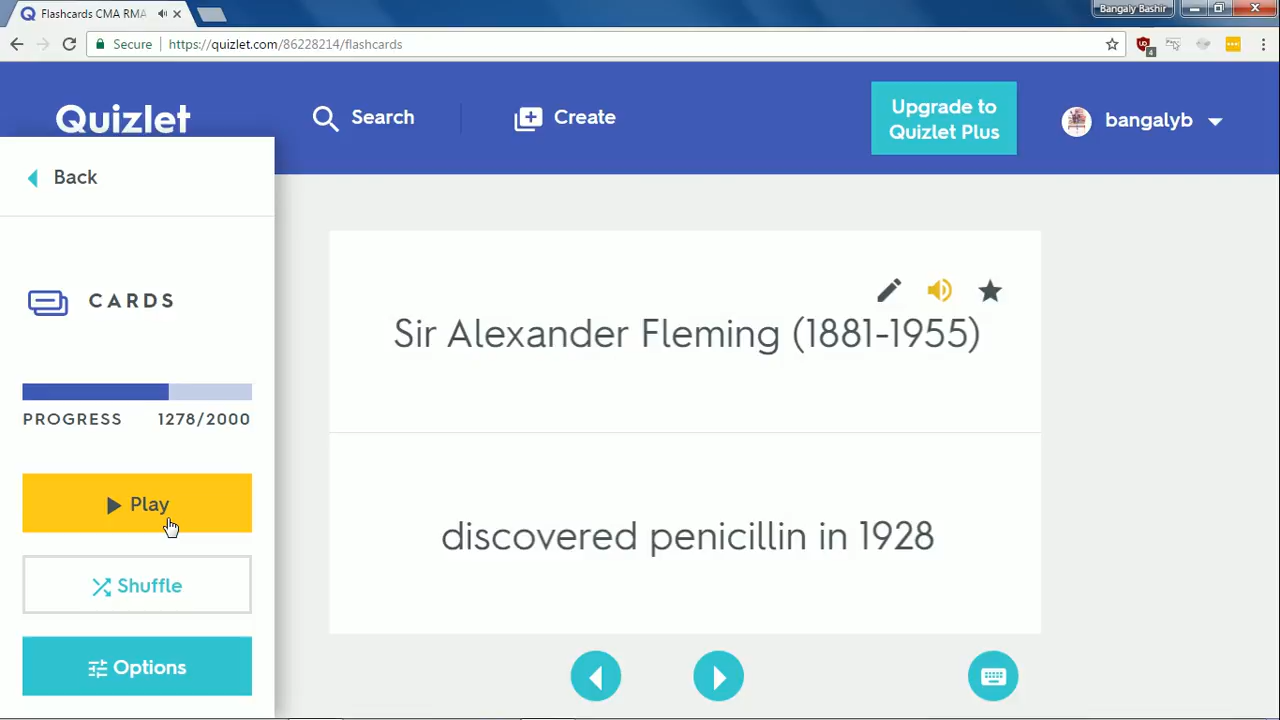 Flashcards CMA RMA
Bangaly Bashir
Secure
https://quizlet.com/86228214/flashcards
4
Quizlet
Search
Create
Upgrade to
Quizlet Plus
bangalyb
Back
CARDS
PROGRESS 1278/2000
Play
Shuffle
Options
Sir Alexander Fleming (1881-1955)
discovered penicillin in 1928